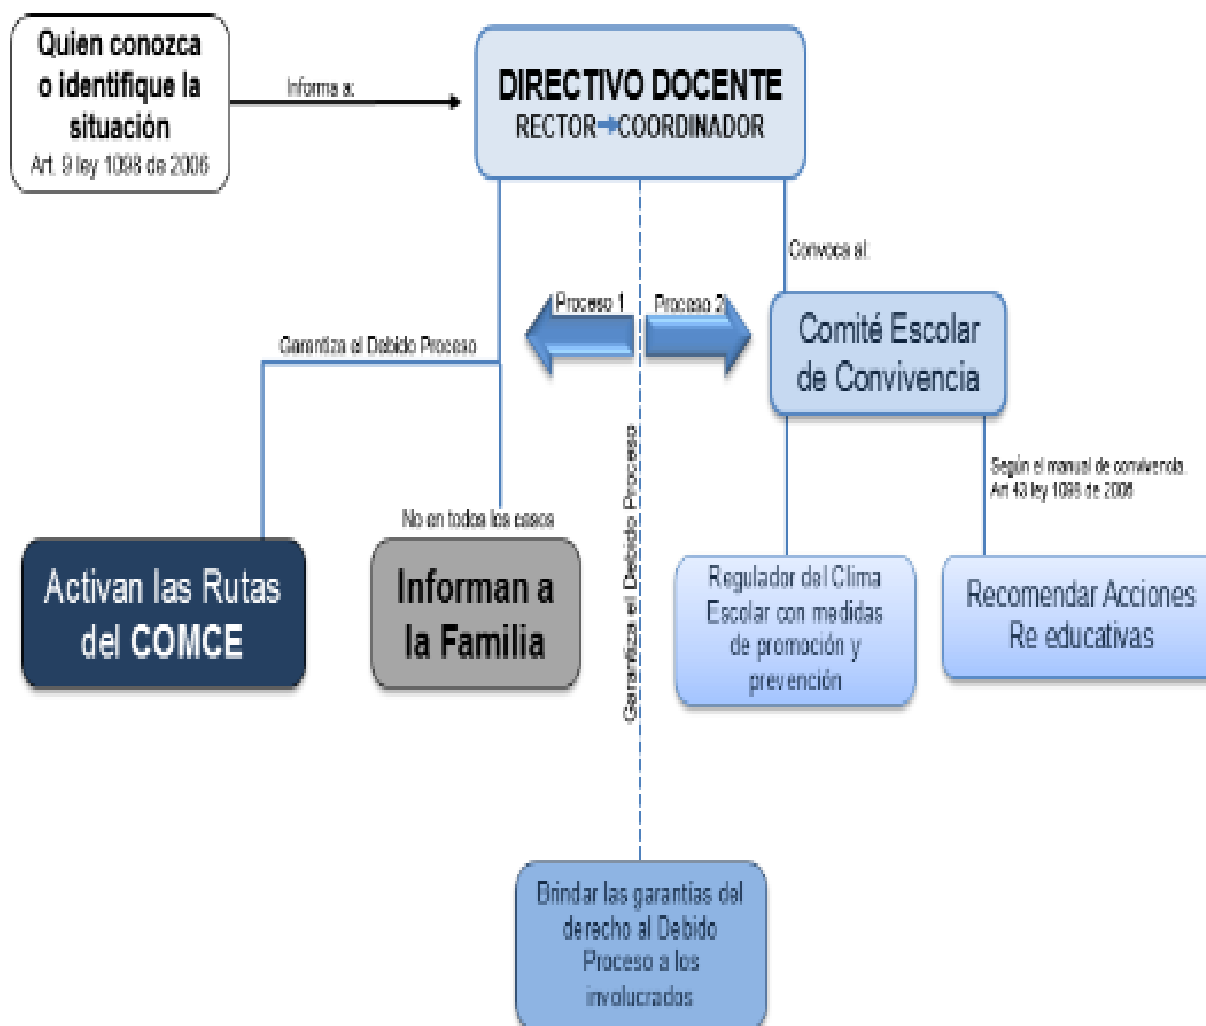 Quien conozca
o identifique la
situación
Art. 9 ley 1098 de 2006
Informa a:
DIRECTIVO DOCENTE
RECTOR COORDINADOR
Convoca al:
Proceso 1
Proceso 2
Garantiza el Debido Proceso
Comité Escolar
de Convivencia
Garantiza el Debido Proceso
Según el manual de convivencia.
Art 43 ley 1098 de 2006
No en todos los casos
Activan las Rutas
del COMCE
Informan a
la Familia
Regulador del Clima
Escolar con medidas
de promoción y
prevención
Recomendar Acciones
Re educativas
Brindar las garantías del
derecho al Debido
Proceso a los
involucrados